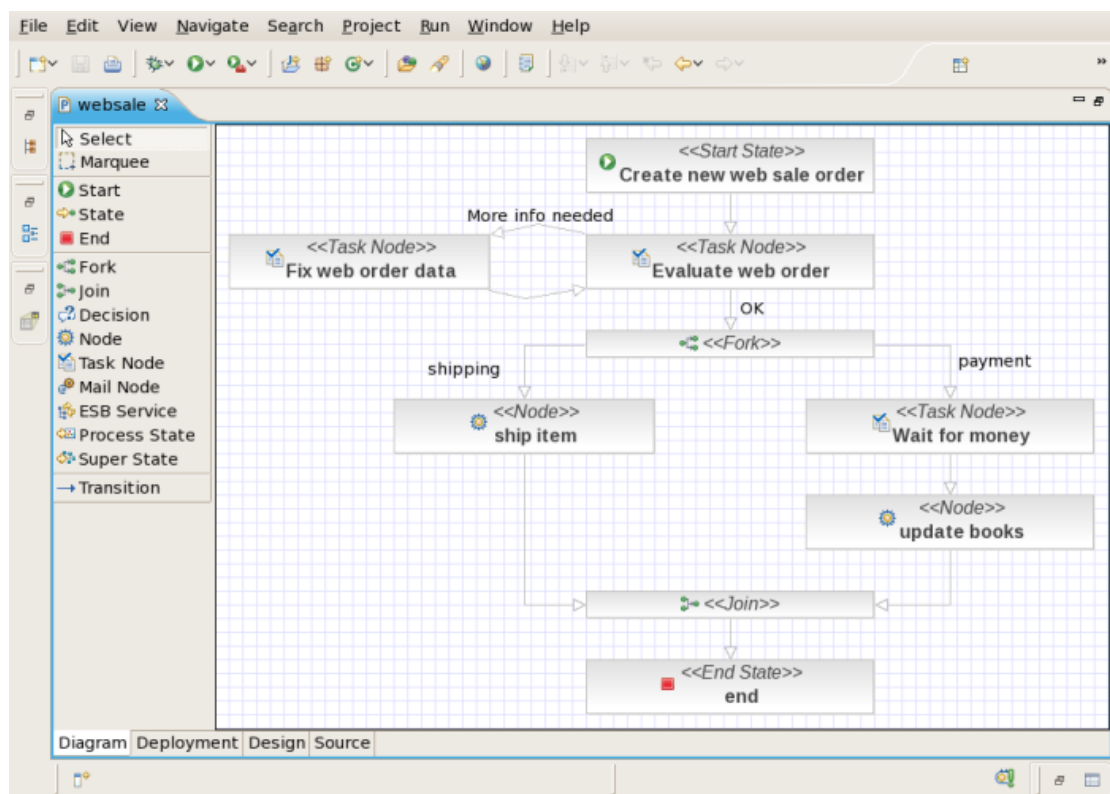 File Edit View Navigate Search Project Run Window Help
websale
Select
Marquee
Start
State
End
Fork
Join
Decision
Node
Task Node
Mail Node
ESB Service
Process State
Super State
Transition
<<Start State>>
Create new web sale order
More info needed
<<Task Node>>
Fix web order data
<<Task Node>>
Evaluate web order
OK
<<Fork>>
shipping
payment
<<Node>>
ship item
<<Task Node>>
Wait for money
<<Node>>
update books
<<Join>>
<<End State>>
end
Diagram Deployment Design Source